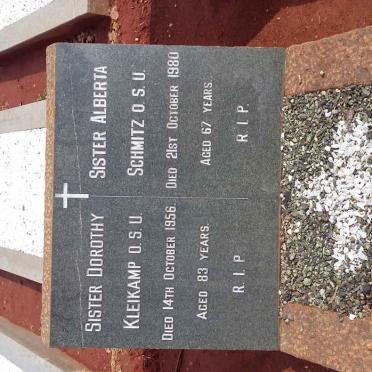 SISTER DOROTHY
KLEIKAMP O.S.U.
DIED 14TH OCTOBER 1956.
AGED 83 YEARS.
R.I.P
SISTER ALBERTA
SCHMITZ O.S.U.
DIED 21ST OCTOBER 1980
AGED 67 YEARS.
R.I.P.